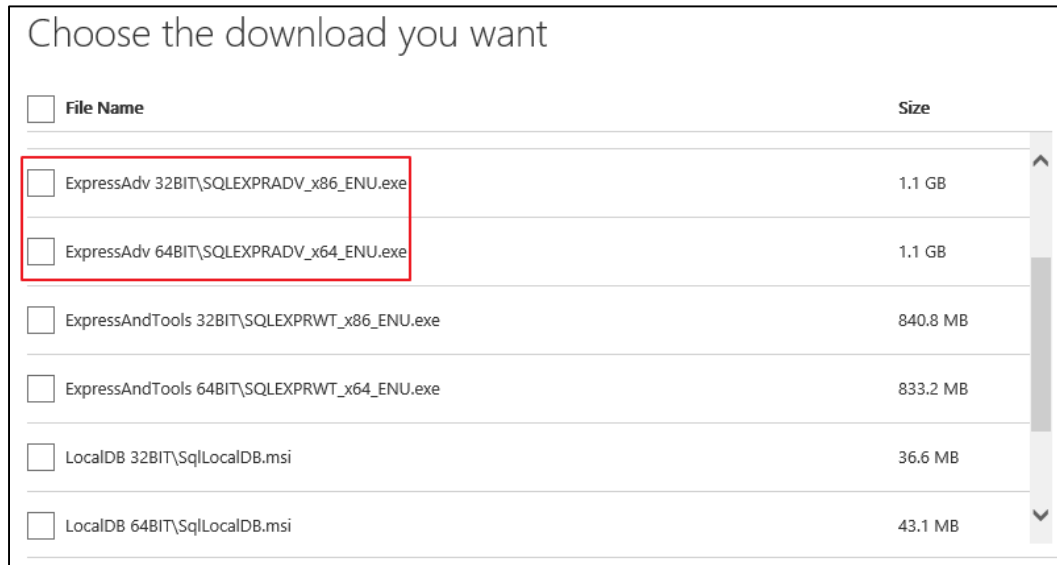 Choose the download you want
File Name Size
ExpressAdv 32BIT\SQLEXPRADV_x86_ENU.exe 1.1 GB
ExpressAdv 64BIT\SQLEXPRADV_x64_ENU.exe 1.1 GB
ExpressAndTools 32BIT\SQLEXPRWT_x86_ENU.exe 840.8 MB
ExpressAndTools 64BIT\SQLEXPRWT_x64_ENU.exe 833.2 MB
LocalDB 32BIT\SqlLocalDB.msi 36.6 MB
LocalDB 64BIT\SqlLocalDB.msi 43.1 MB